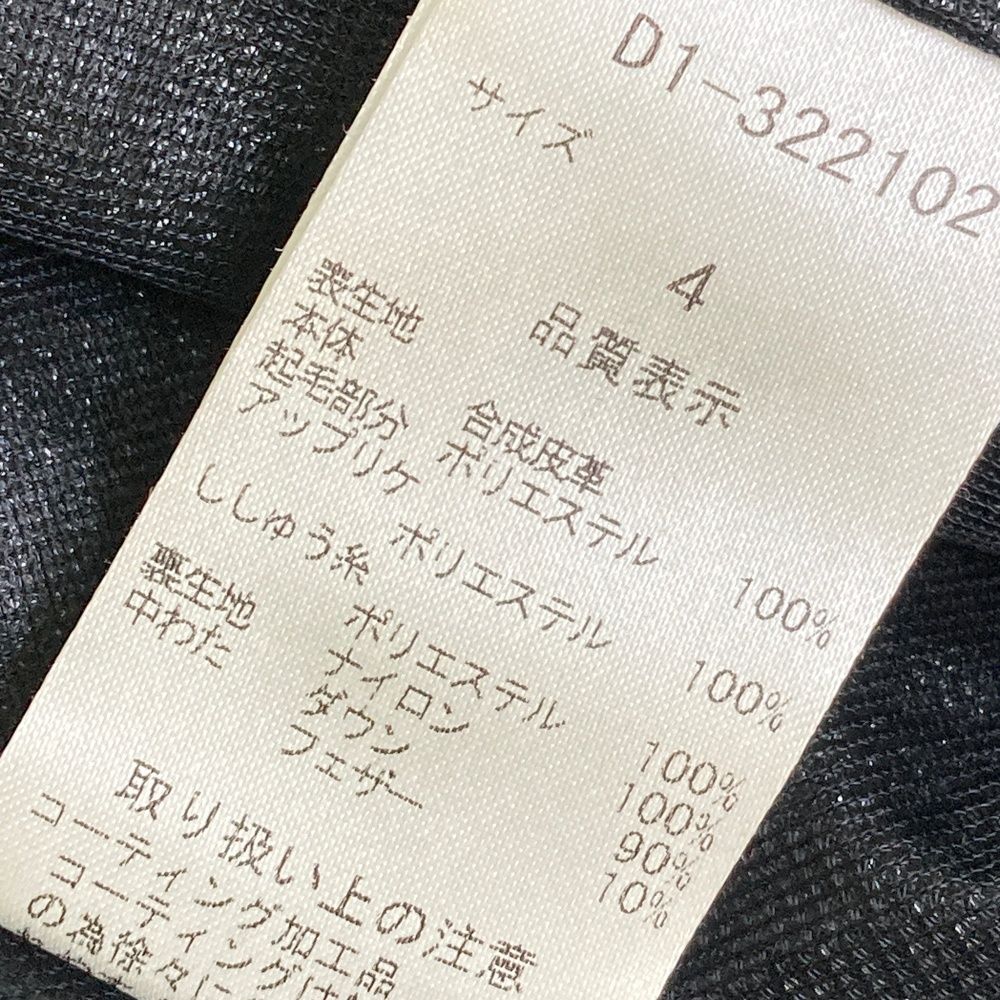 D1-322102
サイズ
4
品質表示
表生地
本体 合成皮革
起毛部分 ポリエステル 100%
アップリケ
ポリエステル 100%
ししゅう糸
ポリエステル 100%
裏生地 ナイロン 100%
中わた ダウン 90%
フェザー 10%
取り扱い上の注意
コーティング加工品
コーティング
の為徐々に